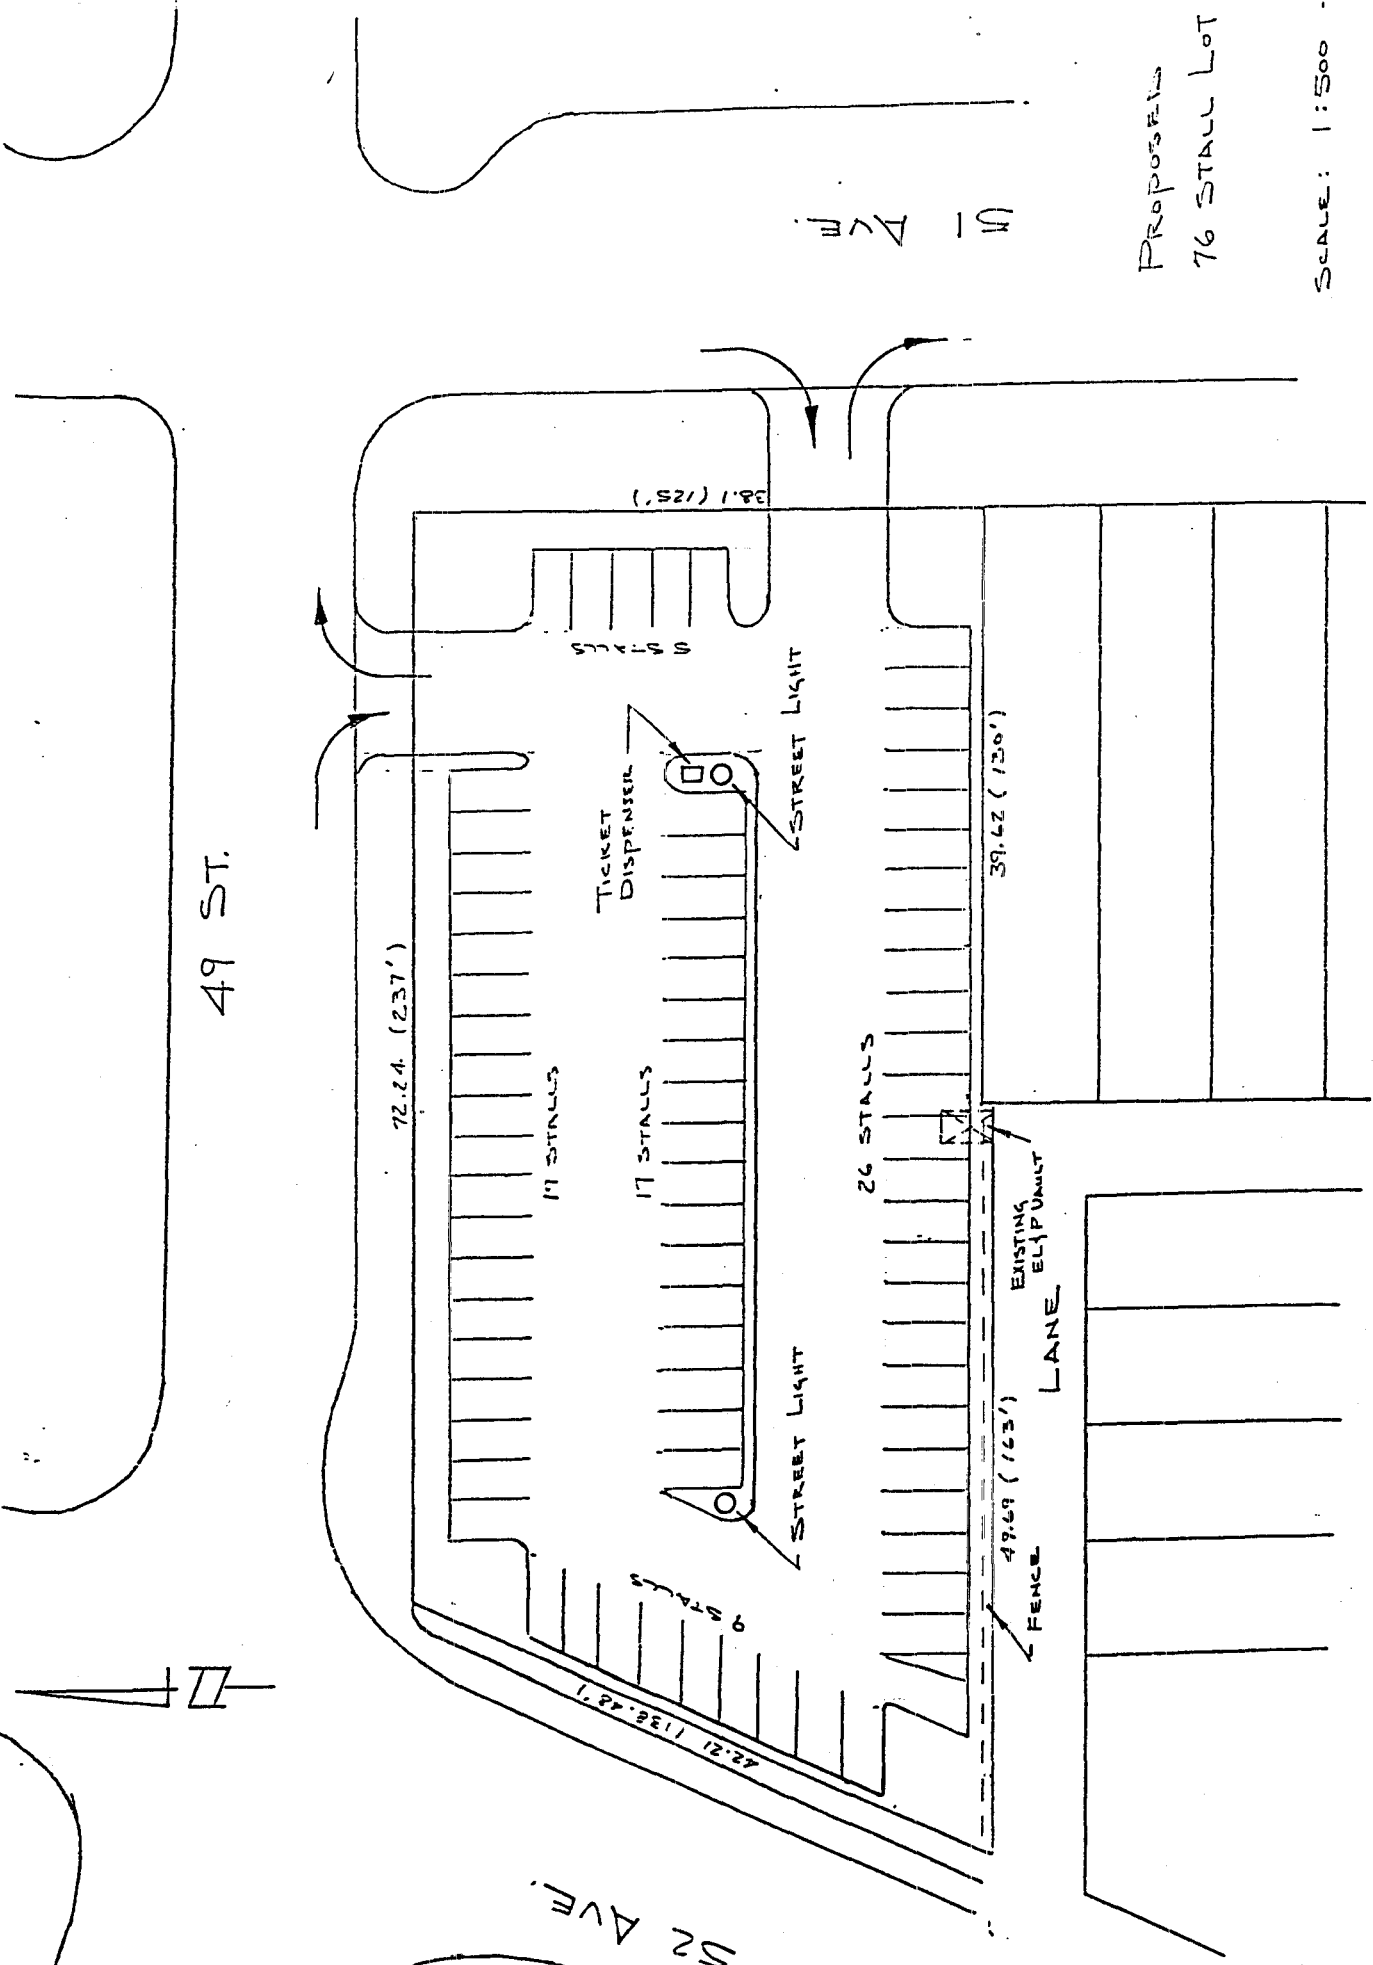 PROPOSED
76 STALL LOT
SCALE: 1:500
51 AVE.
49 ST.
52 AVE.
N
72.24 (237')
38.1 (125')
5 STALLS
TICKET
DISPENSER
STREET LIGHT
17 STALLS
17 STALLS
26 STALLS
9 STALLS
STREET LIGHT
39.62 (130')
42.21 (138.48')
49.69 (163')
EXISTING
EL&P VAULT
LANE
FENCE